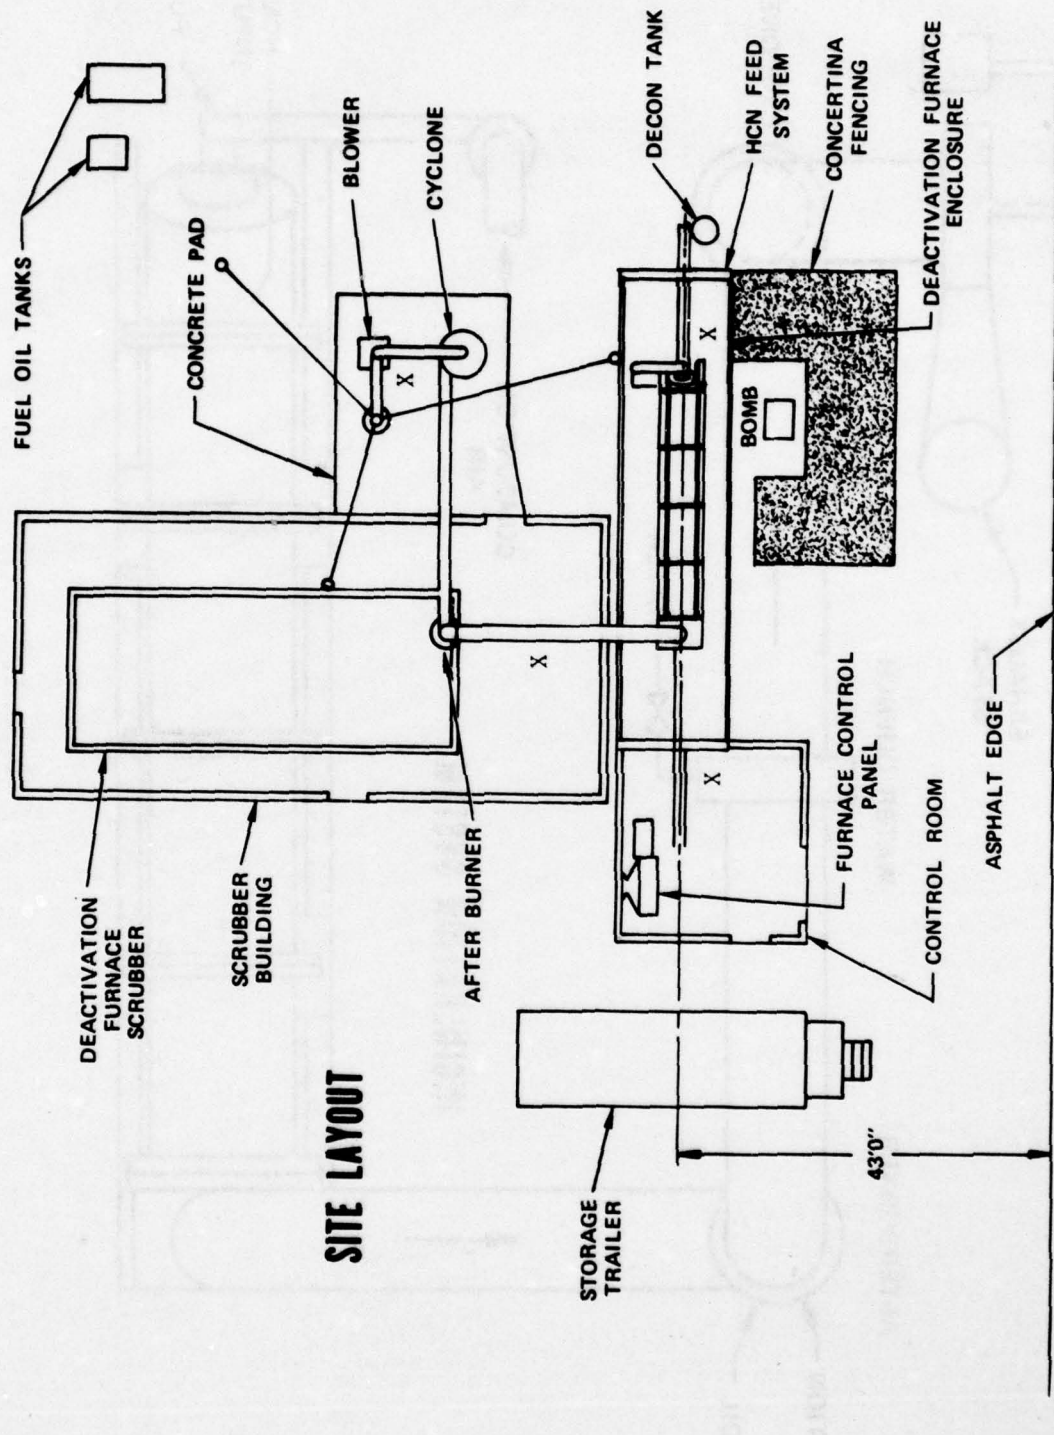 FUEL OIL TANKS
CONCRETE PAD
BLOWER
CYCLONE
DECON TANK
HCN FEED
SYSTEM
CONCERTINA
FENCING
DEACTIVATION FURNACE
ENCLOSURE
X
X
BOMB
X
X
DEACTIVATION
FURNACE
SCRUBBER
SCRUBBER
BUILDING
AFTER BURNER
FURNACE CONTROL
PANEL
CONTROL ROOM
ASPHALT EDGE
SITE LAYOUT
STORAGE
TRAILER
43'0"